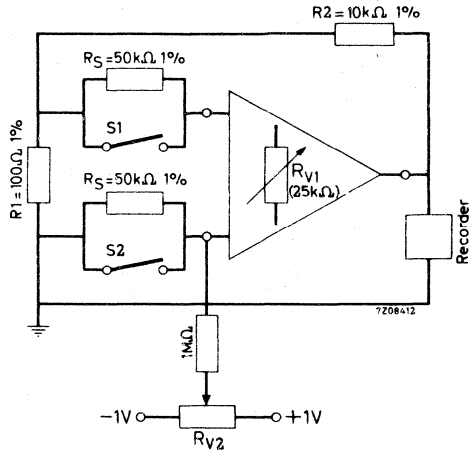 R2=10kΩ 1%
RS=50kΩ 1%
S1
R1=100Ω 1%
RV1
(25kΩ)
RS=50kΩ 1%
S2
Recorder
7Z08412
1MΩ
-1V
+1V
RV2